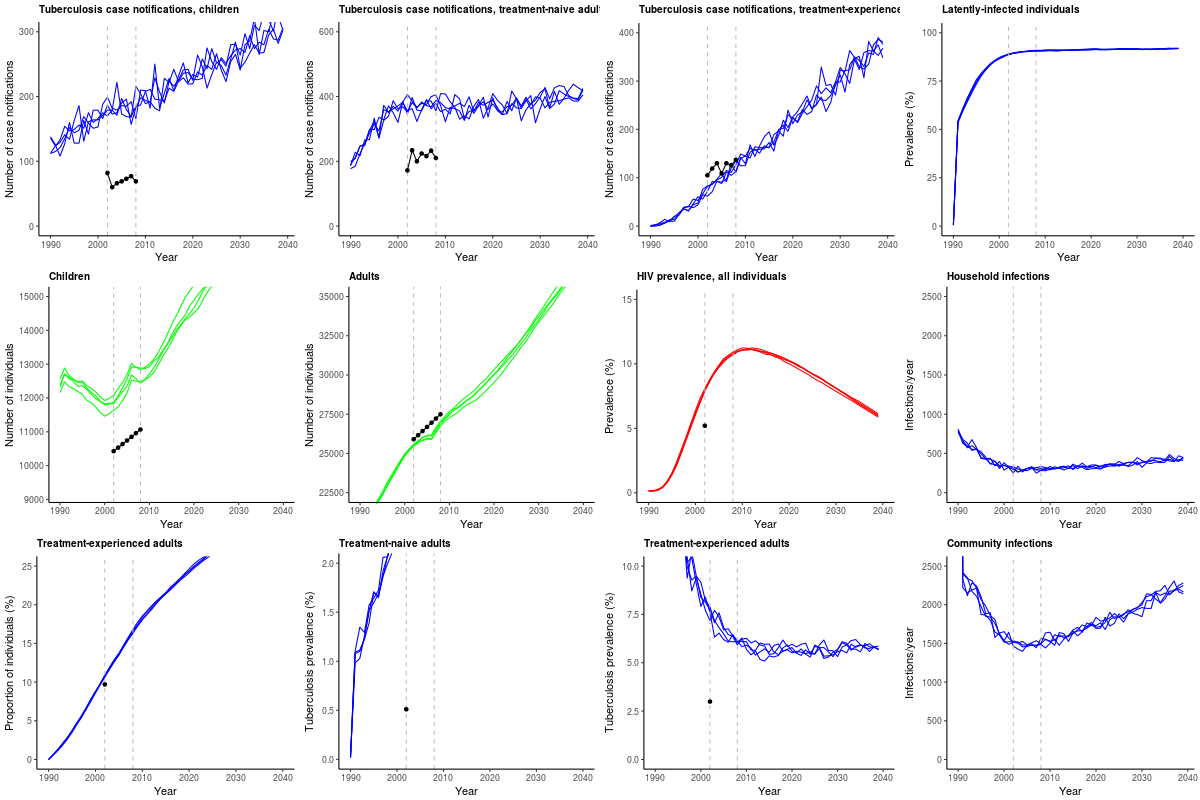 Tuberculosis case notifications, children
Number of case notifications
300
200
100
0
1990 2000 2010 2020 2030 2040
Year
Tuberculosis case notifications, treatment-naive adul
Number of case notifications
600
400
200
0
1990 2000 2010 2020 2030 2040
Year
Tuberculosis case notifications, treatment-experience
Number of case notifications
400
300
200
100
0
1990 2000 2010 2020 2030 2040
Year
Latently-infected individuals
Prevalence (%)
100
75
50
25
0
1990 2000 2010 2020 2030 2040
Year
Children
Number of individuals
15000
14000
13000
12000
11000
10000
9000
1990 2000 2010 2020 2030 2040
Year
Adults
Number of individuals
35000
32500
30000
27500
25000
22500
1990 2000 2010 2020 2030 2040
Year
HIV prevalence, all individuals
Prevalence (%)
15
10
5
0
1990 2000 2010 2020 2030 2040
Year
Household infections
Infections/year
2500
2000
1500
1000
500
0
1990 2000 2010 2020 2030 2040
Year
Treatment-experienced adults
Proportion of individuals (%)
25
20
15
10
5
0
1990 2000 2010 2020 2030 2040
Year
Treatment-naive adults
Tuberculosis prevalence (%)
2.0
1.5
1.0
0.5
0.0
1990 2000 2010 2020 2030 2040
Year
Treatment-experienced adults
Tuberculosis prevalence (%)
10.0
7.5
5.0
2.5
0.0
1990 2000 2010 2020 2030 2040
Year
Community infections
Infections/year
2500
2000
1500
1000
500
0
1990 2000 2010 2020 2030 2040
Year